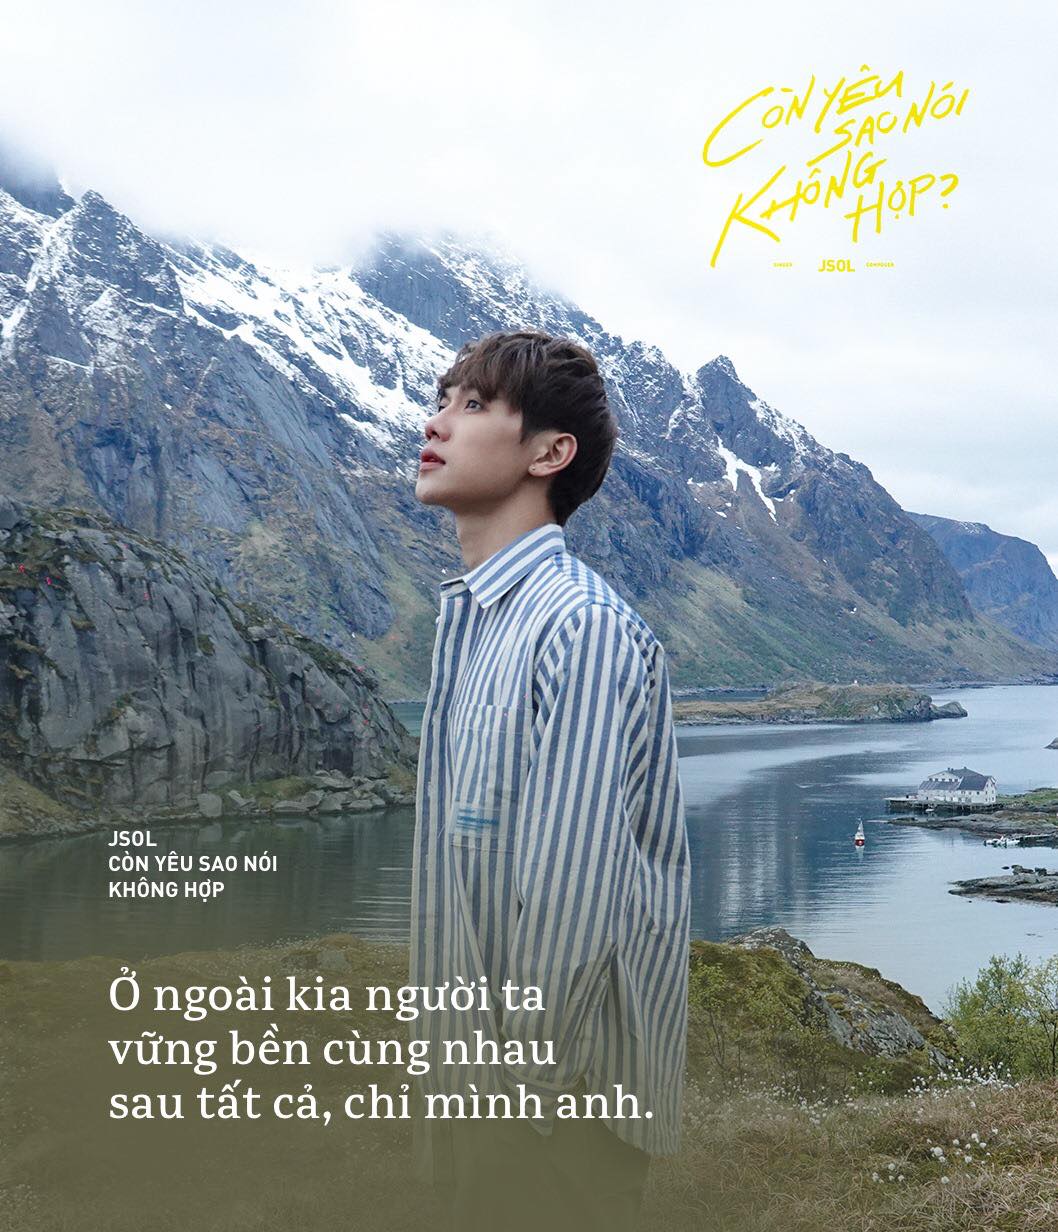 CÒN YÊU
SAO NÓI
KHÔNG
HỢP?
SINGER JSOL COMPOSER
JSOL
CÒN YÊU SAO NÓI
KHÔNG HỢP
Ở ngoài kia người ta
vững bền cùng nhau
sau tất cả, chỉ mình anh.